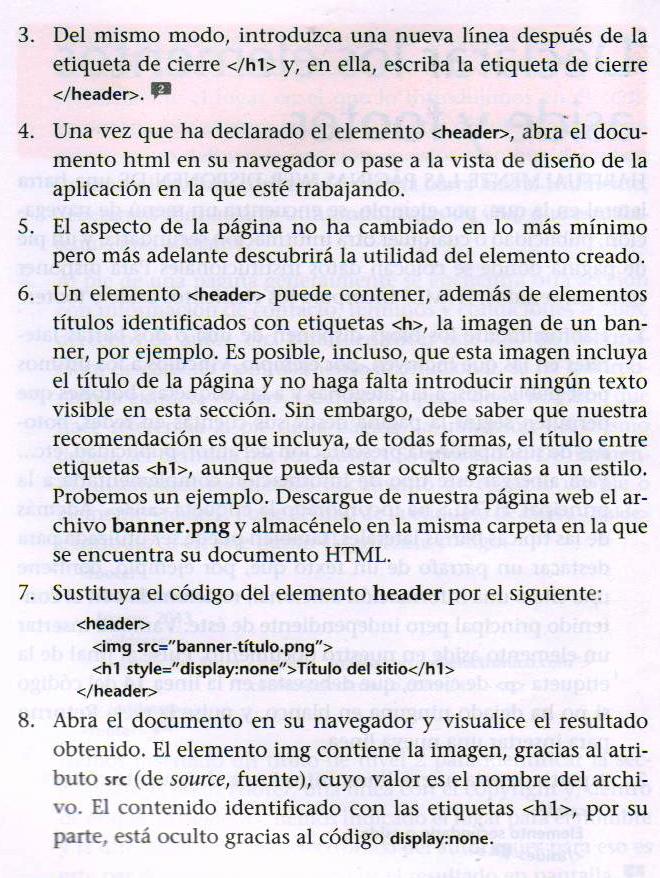 3. Del mismo modo, introduzca una nueva línea después de la
etiqueta de cierre </h1> y, en ella, escriba la etiqueta de cierre
</header>. 2
4. Una vez que ha declarado el elemento <header>, abra el docu-
mento html en su navegador o pase a la vista de diseño de la
aplicación en la que esté trabajando.
5. El aspecto de la página no ha cambiado en lo más mínimo
pero más adelante descubrirá la utilidad del elemento creado.
6. Un elemento <header> puede contener, además de elementos
títulos identificados con etiquetas <h>, la imagen de un ban-
ner, por ejemplo. Es posible, incluso, que esta imagen incluya
el título de la página y no haga falta introducir ningún texto
visible en esta sección. Sin embargo, debe saber que nuestra
recomendación es que incluya, de todas formas, el título entre
etiquetas <h1>, aunque pueda estar oculto gracias a un estilo.
Probemos un ejemplo. Descargue de nuestra página web el ar-
chivo banner.png y almacénelo en la misma carpeta en la que
se encuentra su documento HTML.
7. Sustituya el código del elemento header por el siguiente:
<header>
<img src="banner-título.png">
<h1 style="display:none">Título del sitio</h1>
</header>
8. Abra el documento en su navegador y visualice el resultado
obtenido. El elemento img contiene la imagen, gracias al atri-
buto src (de source, fuente), cuyo valor es el nombre del archi-
vo. El contenido identificado con las etiquetas <h1>, por su
parte, está oculto gracias al código display:none.